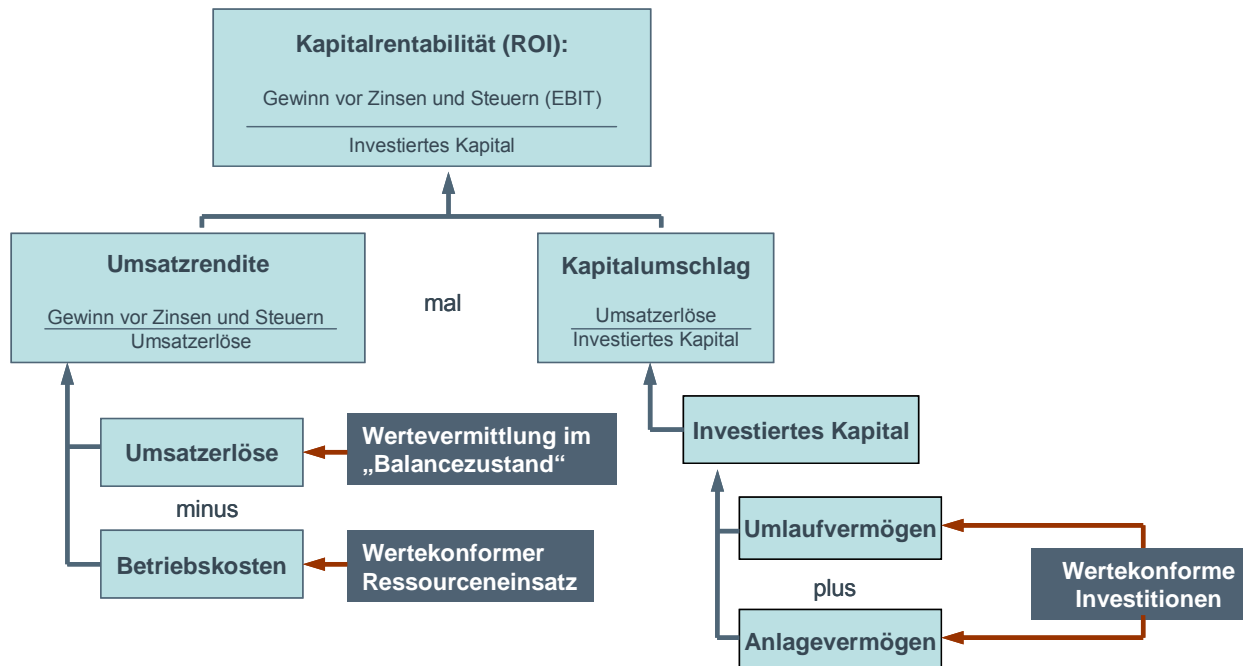 Kapitalrentabilität (ROI):
Gewinn vor Zinsen und Steuern (EBIT)
Investiertes Kapital
Umsatzrendite
Gewinn vor Zinsen und Steuern
Umsatzerlöse
mal
Kapitalumschlag
Umsatzerlöse
Investiertes Kapital
Umsatzerlöse
Wertevermittlung im
„Balancezustand“
minus
Betriebskosten
Wertekonformer
Ressourceneinsatz
Investiertes Kapital
Umlaufvermögen
plus
Anlagevermögen
Wertekonforme
Investitionen